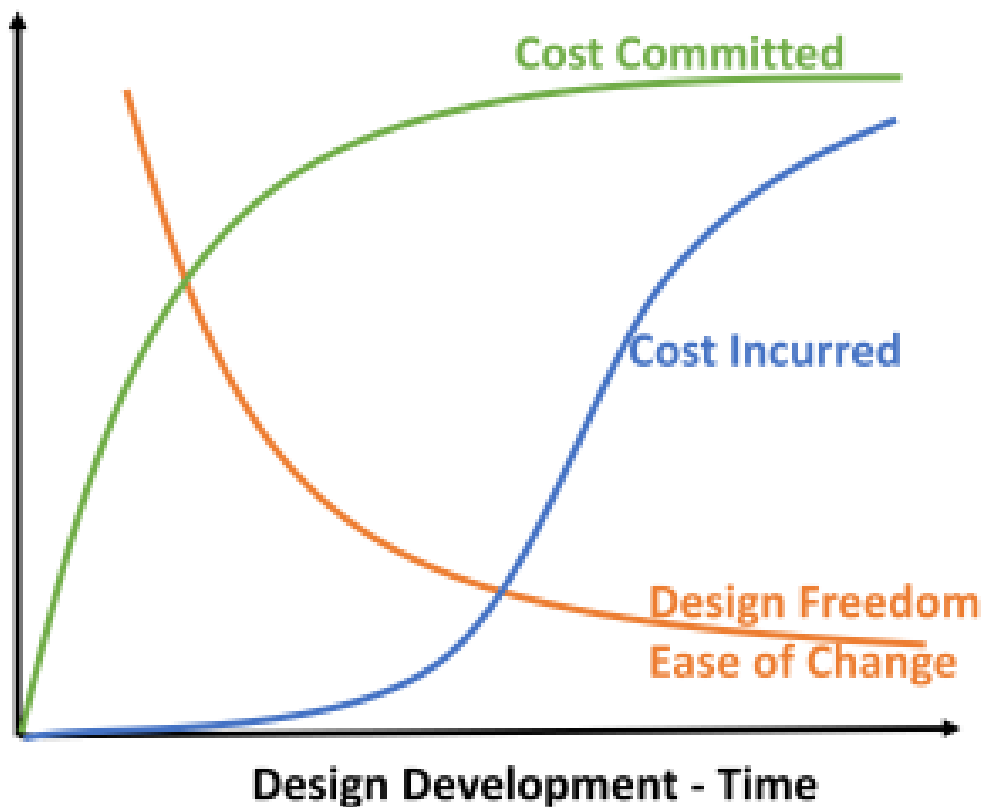 Cost Committed
Cost Incurred
Design Freedom
Ease of Change
Design Development - Time